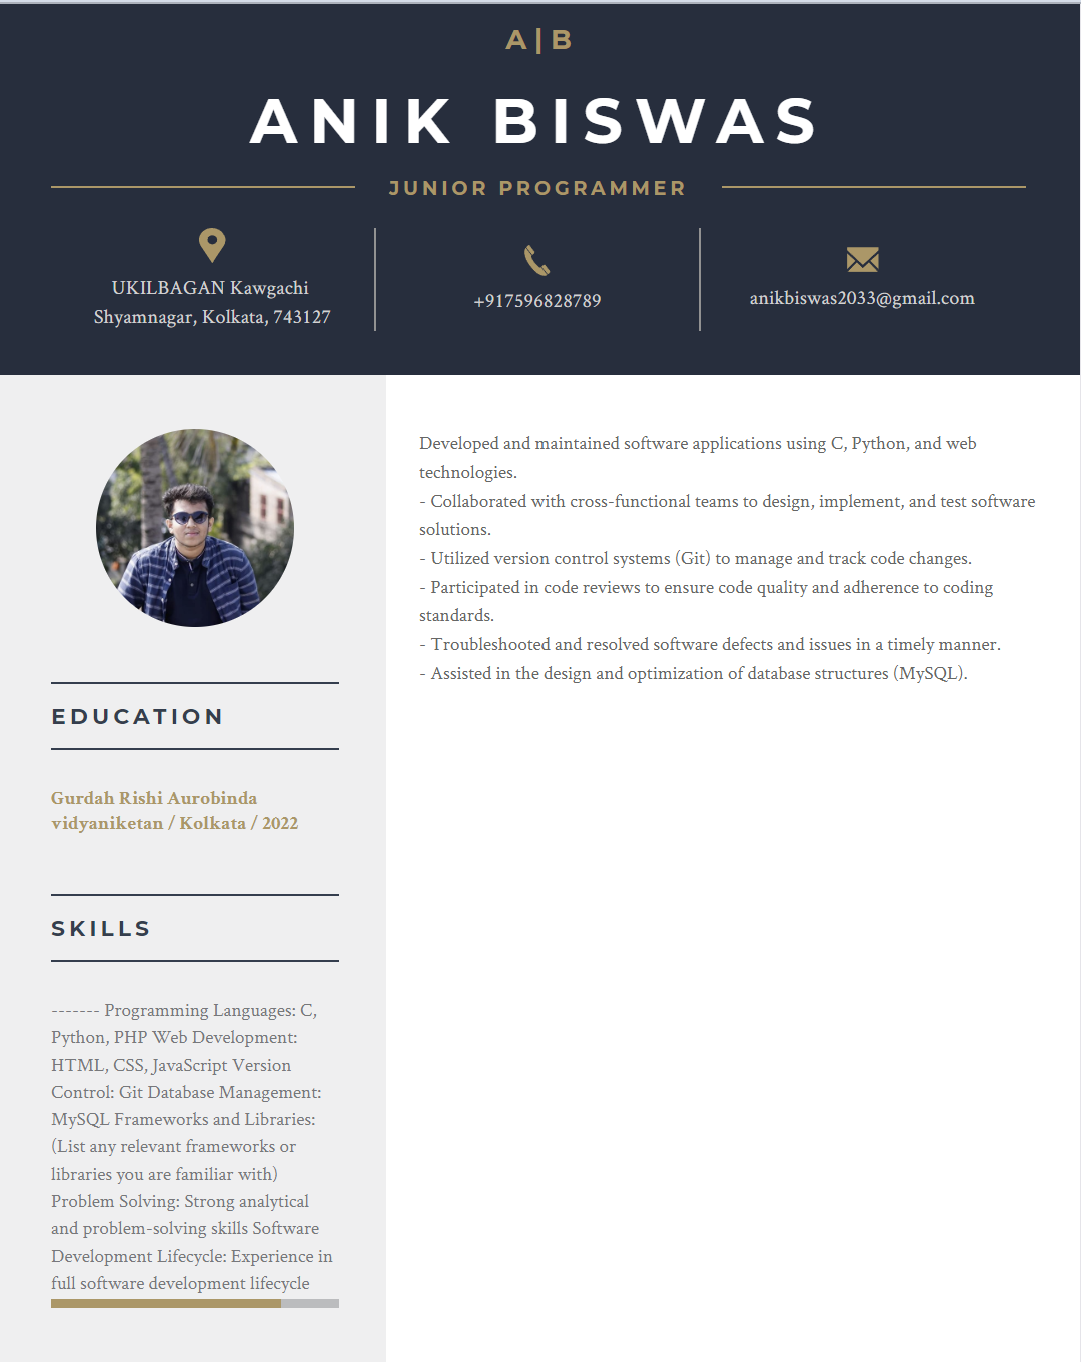 A | B
ANIK BISWAS
JUNIOR PROGRAMMER
UKILBAGAN Kawgachi
Shyamnagar, Kolkata, 743127
+917596828789
anikbiswas2033@gmail.com
EDUCATION
Gurdah Rishi Aurobinda
vidyaniketan / Kolkata / 2022
SKILLS
------- Programming Languages: C,
Python, PHP Web Development:
HTML, CSS, JavaScript Version
Control: Git Database Management:
MySQL Frameworks and Libraries:
(List any relevant frameworks or
libraries you are familiar with)
Problem Solving: Strong analytical
and problem-solving skills Software
Development Lifecycle: Experience in
full software development lifecycle
Developed and maintained software applications using C, Python, and web
technologies.
- Collaborated with cross-functional teams to design, implement, and test software
solutions.
- Utilized version control systems (Git) to manage and track code changes.
- Participated in code reviews to ensure code quality and adherence to coding
standards.
- Troubleshooted and resolved software defects and issues in a timely manner.
- Assisted in the design and optimization of database structures (MySQL).